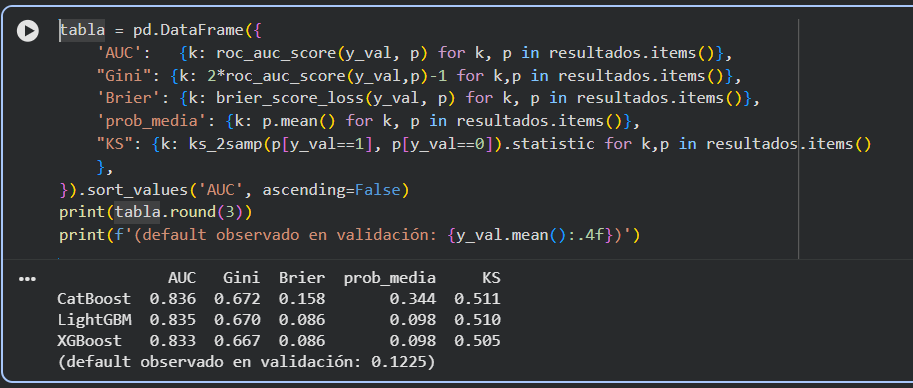 tabla = pd.DataFrame({
    'AUC':   {k: roc_auc_score(y_val, p) for k, p in resultados.items()},
    "Gini": {k: 2*roc_auc_score(y_val,p)-1 for k,p in resultados.items()},
    'Brier': {k: brier_score_loss(y_val, p) for k, p in resultados.items()},
    'prob_media': {k: p.mean() for k, p in resultados.items()},
    "KS": {k: ks_2samp(p[y_val==1], p[y_val==0]).statistic for k,p in resultados.items()
    },
}).sort_values('AUC', ascending=False)
print(tabla.round(3))
print(f'(default observado en validación: {y_val.mean():.4f})')
            AUC   Gini  Brier  prob_media     KS
CatBoost  0.836  0.672  0.158       0.344  0.511
LightGBM  0.835  0.670  0.086       0.098  0.510
XGBoost   0.833  0.667  0.086       0.098  0.505
(default observado en validación: 0.1225)